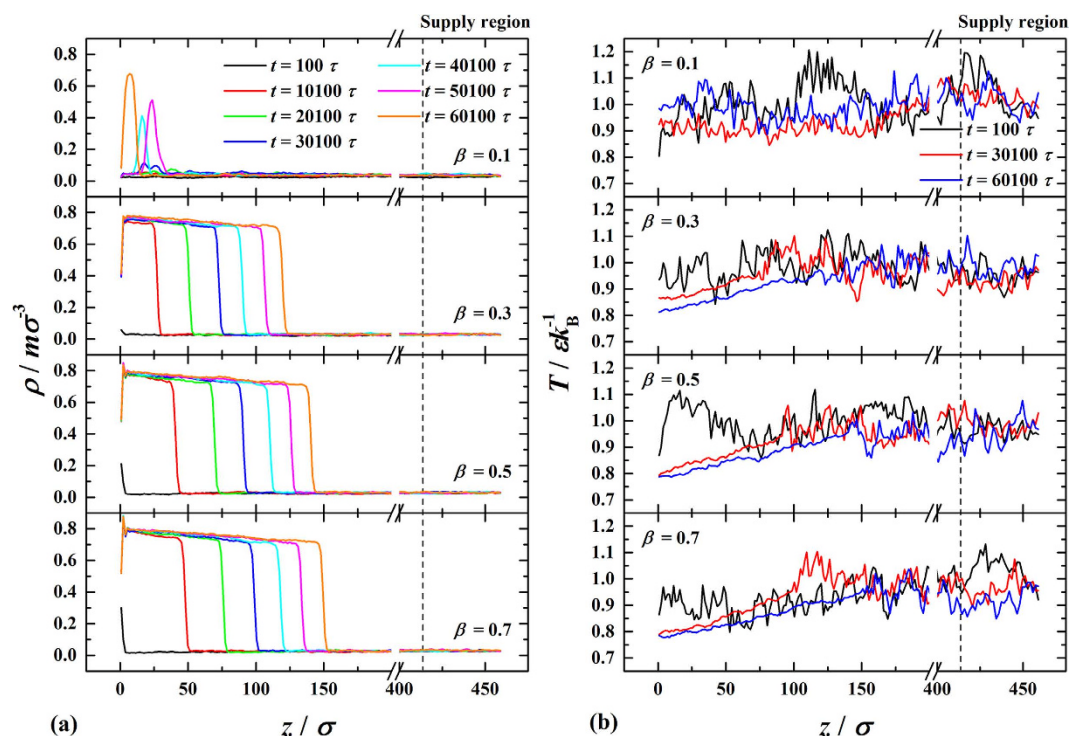 Supply region
0.8
0.6
0.4
0.2
0.0
t = 100 τ
t = 10100 τ
t = 20100 τ
t = 30100 τ
t = 40100 τ
t = 50100 τ
t = 60100 τ
β = 0.1
0.8
0.6
0.4
0.2
0.0
β = 0.3
0.8
0.6
0.4
0.2
0.0
β = 0.5
0.8
0.6
0.4
0.2
0.0
β = 0.7
0 50 100 150 400 450
ρ / mσ⁻³
z / σ
(a)
Supply region
1.2
1.1
1.0
0.9
0.8
0.7
β = 0.1
t = 100 τ
t = 30100 τ
t = 60100 τ
1.2
1.1
1.0
0.9
0.8
0.7
β = 0.3
1.2
1.1
1.0
0.9
0.8
0.7
β = 0.5
1.2
1.1
1.0
0.9
0.8
0.7
β = 0.7
0 50 100 150 400 450
T / εk_B⁻¹
z / σ
(b)